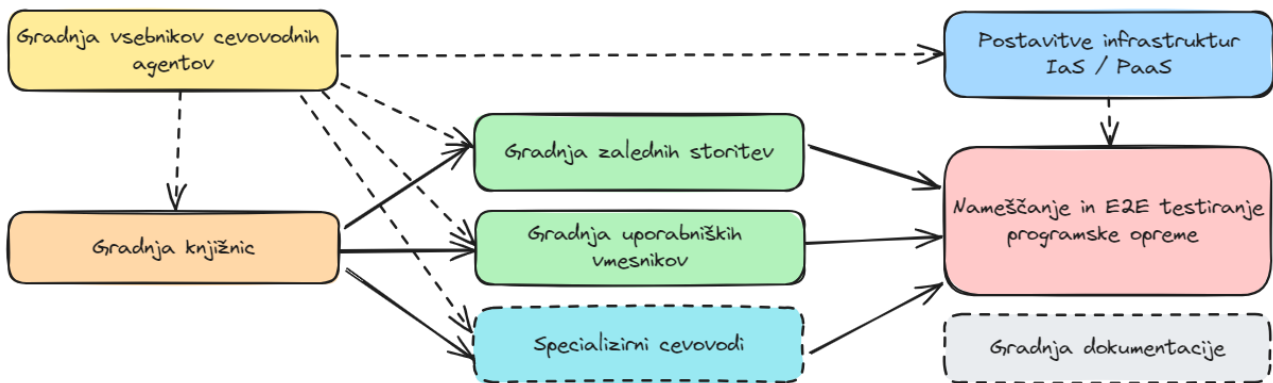 Gradnja vsebnikov cevovodnih
agentov
Postavitve infrastruktur
IaS / PaaS
Gradnja zalednih storitev
Nameščanje in E2E testiranje
programske opreme
Gradnja knjižnic
Gradnja uporabniških
vmesnikov
Specializirni cevovodi
Gradnja dokumentacije